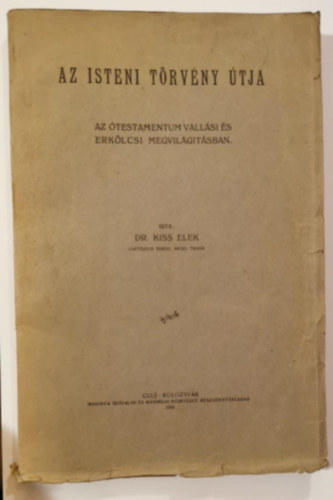 AZ ISTENI TÖRVÉNY ÚTJA
AZ ÓTESTAMENTUM VALLÁSI ÉS
ERKÖLCSI MEGVILÁGITÁSBAN.
IRTA:
DR. KISS ELEK
CLUJ-KOLOZSVÁR